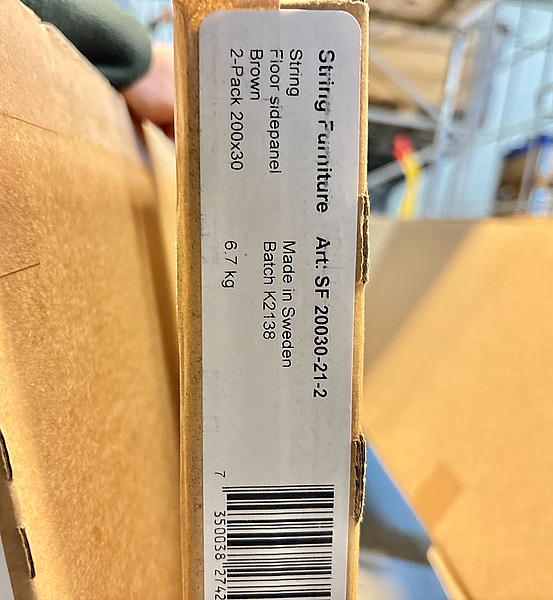 String Furniture Art: SF 20030-21-2
String
Floor sidepanel
Brown
2-Pack 200x30
Made in Sweden
Batch K2138
6.7 kg
7 350038 2742